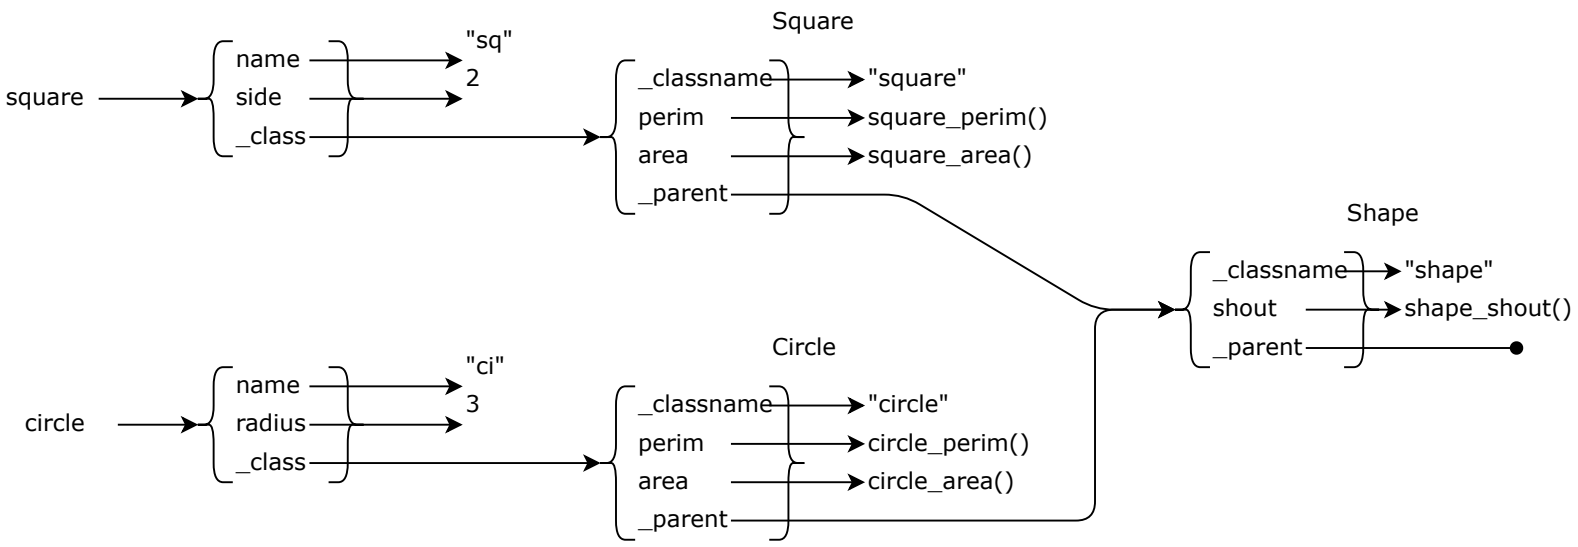 Square
square
name "sq"
side 2
_class
_classname "square"
perim square_perim()
area square_area()
_parent
Shape
_classname "shape"
shout shape_shout()
_parent
Circle
circle
name "ci"
radius 3
_class
_classname "circle"
perim circle_perim()
area circle_area()
_parent